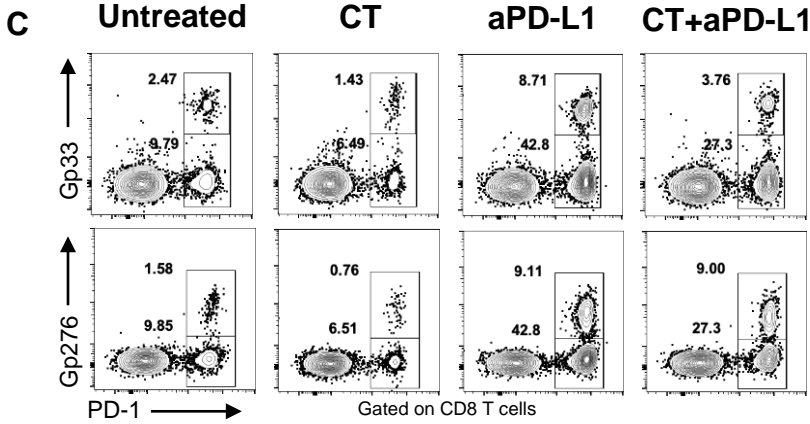 C
Untreated CT aPD-L1 CT+aPD-L1
Gp33
2.47 1.43 8.71 3.76
9.79 6.49 42.8 27.3
Gp276
1.58 0.76 9.11 9.00
9.85 6.51 42.8 27.3
PD-1 Gated on CD8 T cells